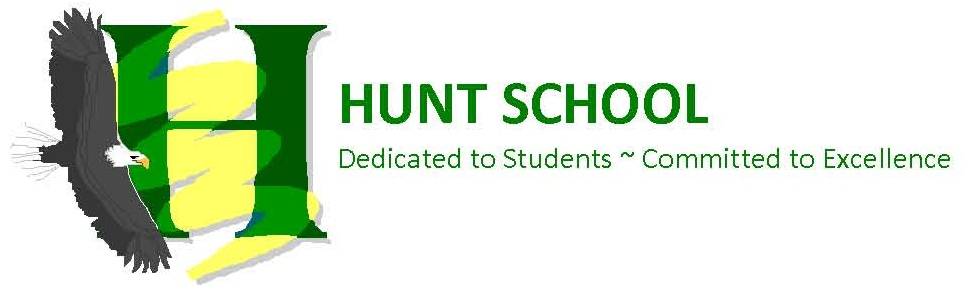 H
HUNT SCHOOL
Dedicated to Students ~ Committed to Excellence